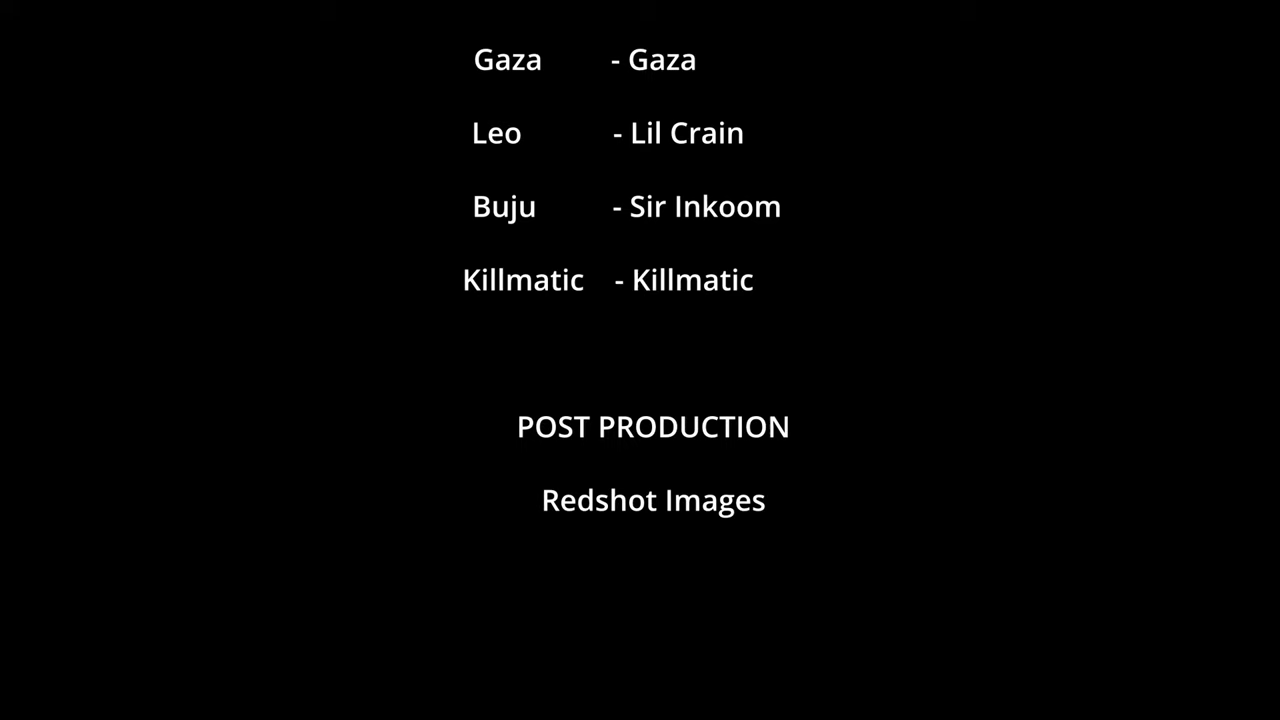 Gaza - Gaza
Leo - Lil Crain
Buju - Sir Inkoom
Killmatic - Killmatic
POST PRODUCTION
Redshot Images